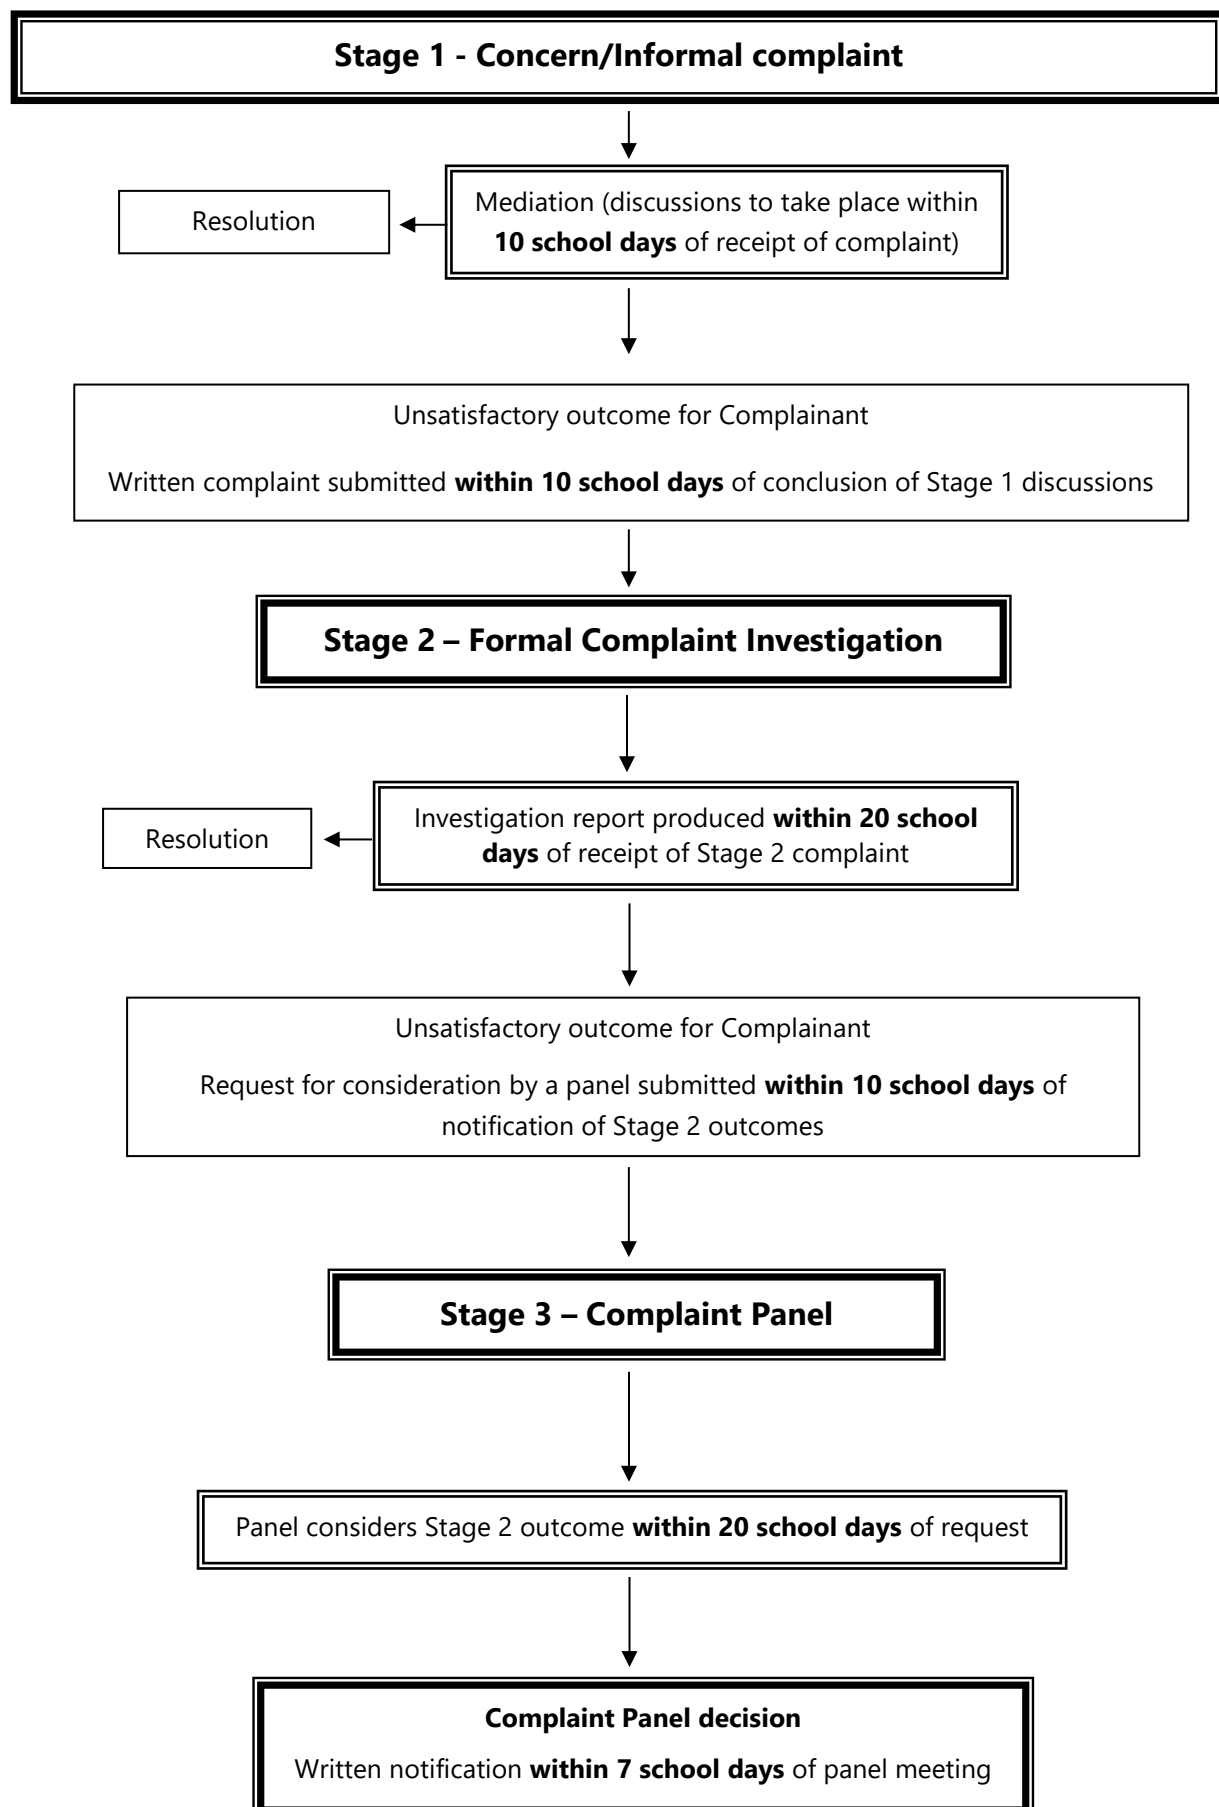 Stage 1 - Concern/Informal complaint
Mediation (discussions to take place within
10 school days of receipt of complaint)
Resolution
Unsatisfactory outcome for Complainant
Written complaint submitted within 10 school days of conclusion of Stage 1 discussions
Stage 2 – Formal Complaint Investigation
Investigation report produced within 20 school
days of receipt of Stage 2 complaint
Resolution
Unsatisfactory outcome for Complainant
Request for consideration by a panel submitted within 10 school days of
notification of Stage 2 outcomes
Stage 3 – Complaint Panel
Panel considers Stage 2 outcome within 20 school days of request
Complaint Panel decision
Written notification within 7 school days of panel meeting